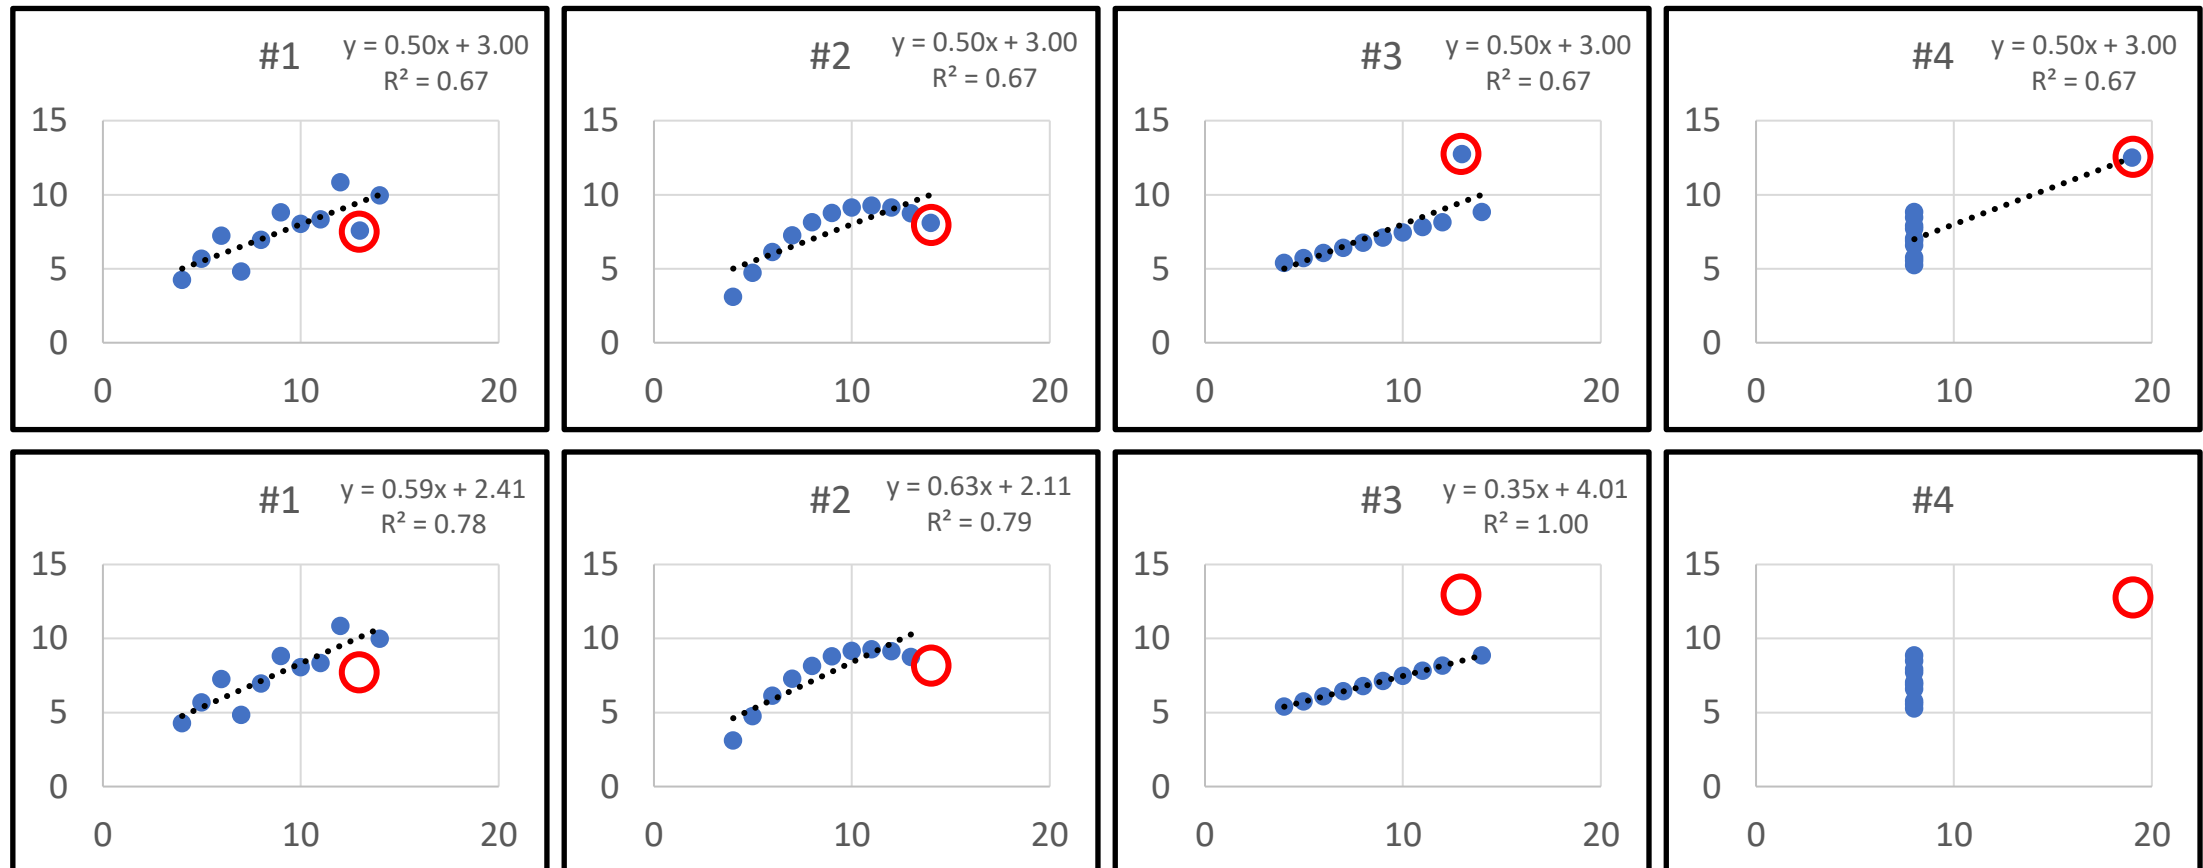 #1
y = 0.50x + 3.00
R² = 0.67
15
10
5
0
0 10 20
#2
y = 0.50x + 3.00
R² = 0.67
15
10
5
0
0 10 20
#3
y = 0.50x + 3.00
R² = 0.67
15
10
5
0
0 10 20
#4
y = 0.50x + 3.00
R² = 0.67
15
10
5
0
0 10 20
#1
y = 0.59x + 2.41
R² = 0.78
15
10
5
0
0 10 20
#2
y = 0.63x + 2.11
R² = 0.79
15
10
5
0
0 10 20
#3
y = 0.35x + 4.01
R² = 1.00
15
10
5
0
0 10 20
#4
15
10
5
0
0 10 20